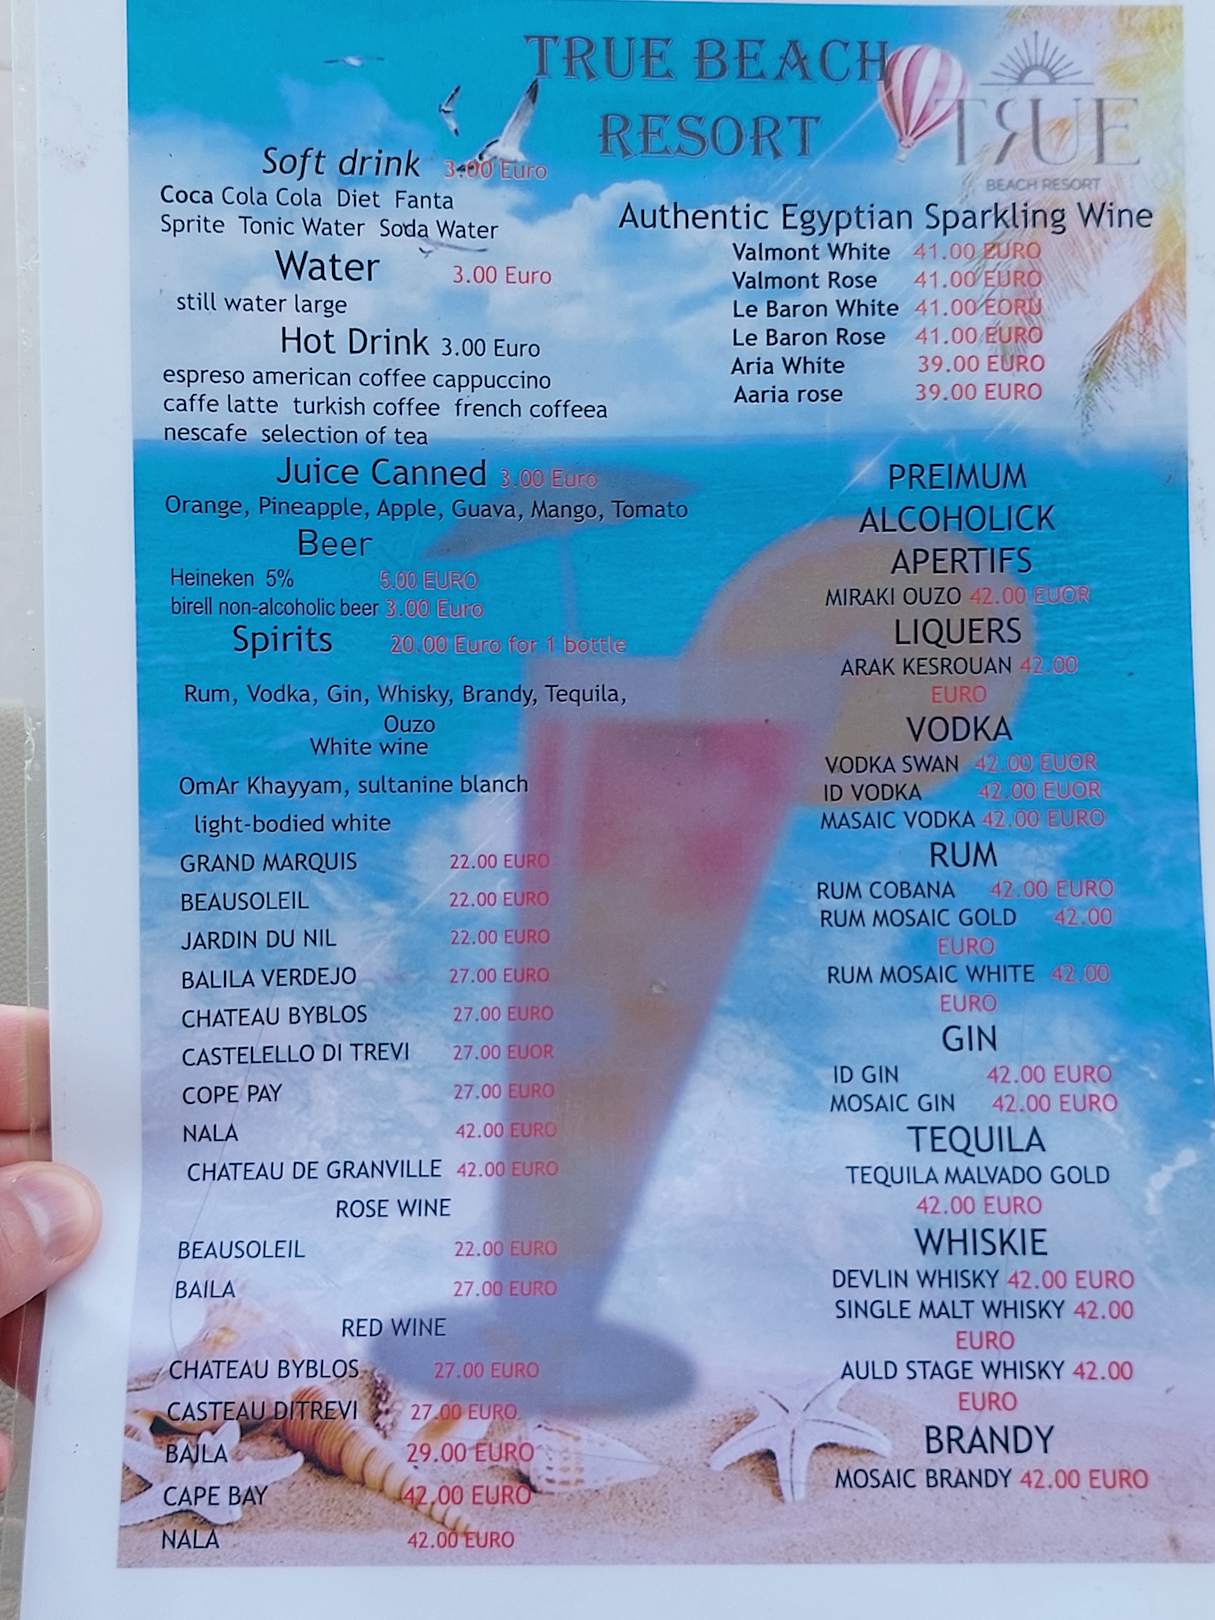 TRUE BEACH
RESORT
TRUE
BEACH RESORT
Soft drink 3.00 Euro
Coca Cola Cola Diet Fanta
Sprite Tonic Water Soda Water
Water 3.00 Euro
still water large
Hot Drink 3.00 Euro
espreso american coffee cappuccino
caffe latte turkish coffee french coffeea
nescafe selection of tea
Juice Canned 3.00 Euro
Orange, Pineapple, Apple, Guava, Mango, Tomato
Beer
Heineken 5% 5.00 EURO
birell non-alcoholic beer 3.00 Euro
Spirits 20.00 Euro for 1 bottle
Rum, Vodka, Gin, Whisky, Brandy, Tequila,
Ouzo
White wine
OmAr Khayyam, sultanine blanch
light-bodied white
GRAND MARQUIS 22.00 EURO
BEAUSOLEIL 22.00 EURO
JARDIN DU NIL 22.00 EURO
BALILA VERDEJO 27.00 EURO
CHATEAU BYBLOS 27.00 EURO
CASTELELLO DI TREVI 27.00 EUOR
COPE PAY 27.00 EURO
NALA 42.00 EURO
CHATEAU DE GRANVILLE 42.00 EURO
ROSE WINE
BEAUSOLEIL 22.00 EURO
BAILA 27.00 EURO
RED WINE
CHATEAU BYBLOS 27.00 EURO
CASTEAU DITREVI 27.00 EURO
BAJLA 29.00 EURO
CAPE BAY 42.00 EURO
NALA 42.00 EURO
Authentic Egyptian Sparkling Wine
Valmont White 41.00 EURO
Valmont Rose 41.00 EURO
Le Baron White 41.00 EORU
Le Baron Rose 41.00 EURO
Aria White 39.00 EURO
Aaria rose 39.00 EURO
PREIMUM
ALCOHOLICK
APERTIFS
MIRAKI OUZO 42.00 EUOR
LIQUERS
ARAK KESROUAN 42.00
EURO
VODKA
VODKA SWAN 42.00 EUOR
ID VODKA 42.00 EUOR
MASAIC VODKA 42.00 EURO
RUM
RUM COBANA 42.00 EURO
RUM MOSAIC GOLD 42.00
EURO
RUM MOSAIC WHITE 42.00
EURO
GIN
ID GIN 42.00 EURO
MOSAIC GIN 42.00 EURO
TEQUILA
TEQUILA MALVADO GOLD
42.00 EURO
WHISKIE
DEVLIN WHISKY 42.00 EURO
SINGLE MALT WHISKY 42.00
EURO
AULD STAGE WHISKY 42.00
EURO
BRANDY
MOSAIC BRANDY 42.00 EURO